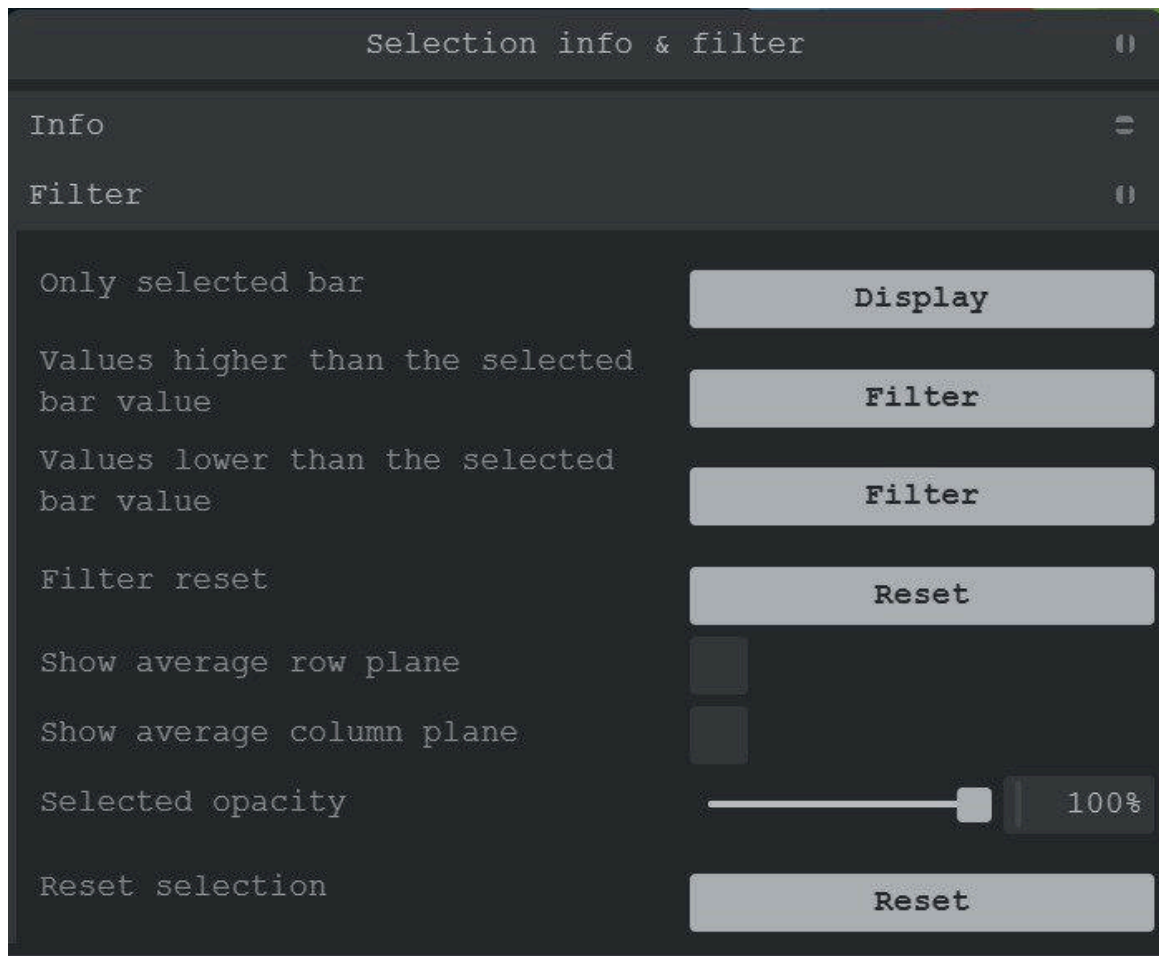 Selection info & filter
Info
Filter
Only selected bar
Display
Values higher than the selected
bar value
Filter
Values lower than the selected
bar value
Filter
Filter reset
Reset
Show average row plane
Show average column plane
Selected opacity
100%
Reset selection
Reset